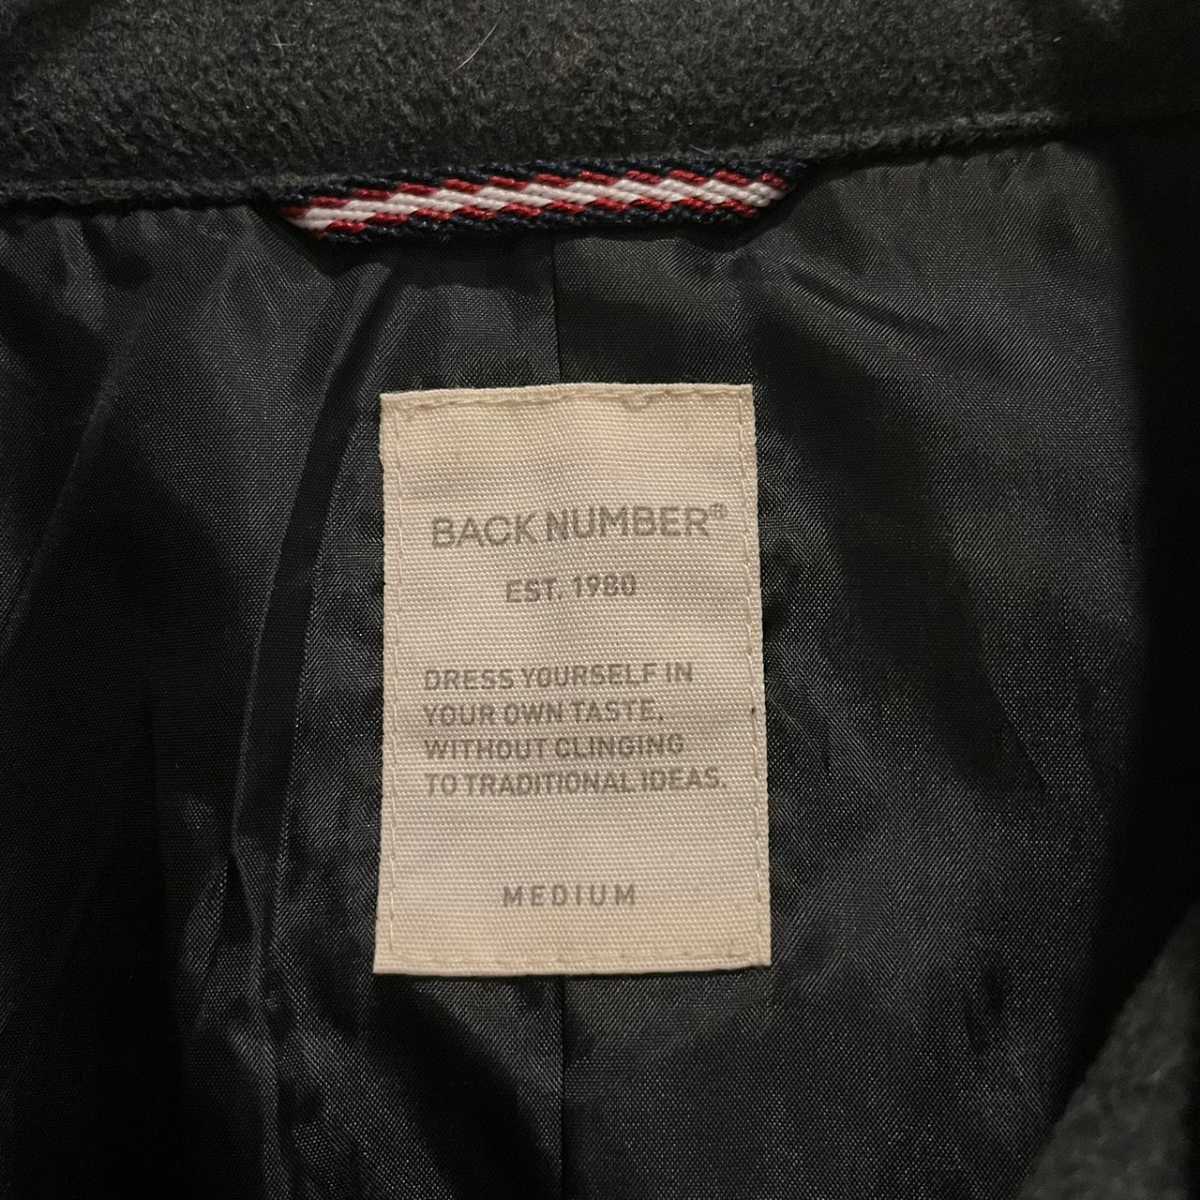 BACK NUMBER®
EST. 1980
DRESS YOURSELF IN
YOUR OWN TASTE,
WITHOUT CLINGING
TO TRADITIONAL IDEAS.
MEDIUM